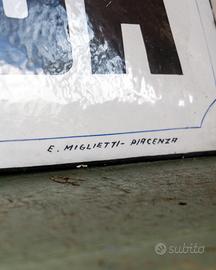 E. MIGLIETTI - PIACENZA
subito